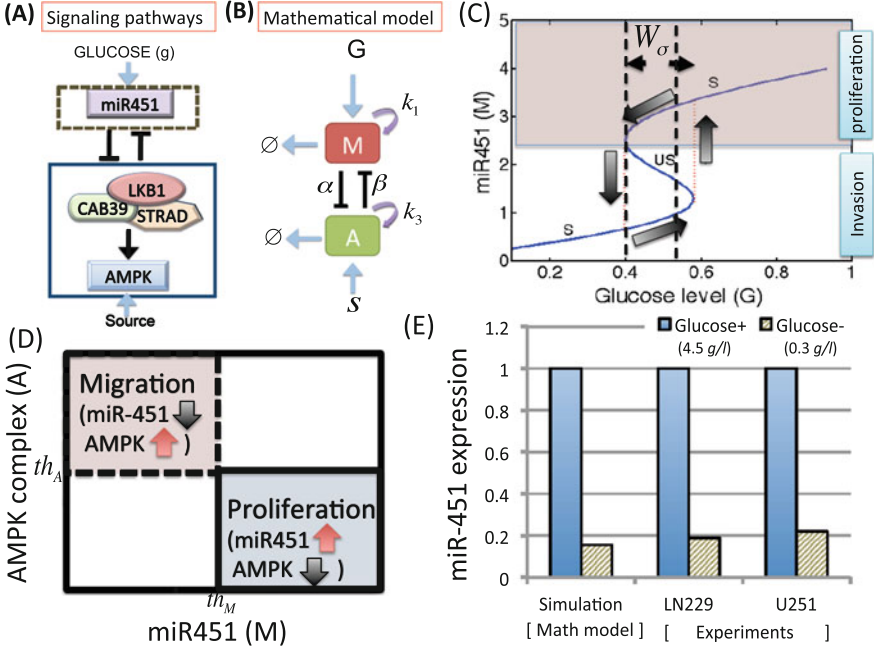 (A)
Signaling pathways
GLUCOSE (g)
miR451
LKB1
CAB39
STRAD
AMPK
Source
(B)
Mathematical model
G
k1
M
∅
α
β
k3
A
∅
S
(C)
Wσ
S
US
S
5
4
3
2
1
0
miR451 (M)
0.2
0.4
0.6
0.8
1
Glucose level (G)
proliferation
Invasion
(D)
AMPK complex (A)
Migration
(miR-451
AMPK )
thA
Proliferation
(miR451
AMPK )
thM
miR451 (M)
(E)
Glucose+
(4.5 g/l)
Glucose-
(0.3 g/l)
miR-451 expression
1.2
1
0.8
0.6
0.4
0.2
0
Simulation
LN229
U251
[ Math model ]
[ Experiments ]